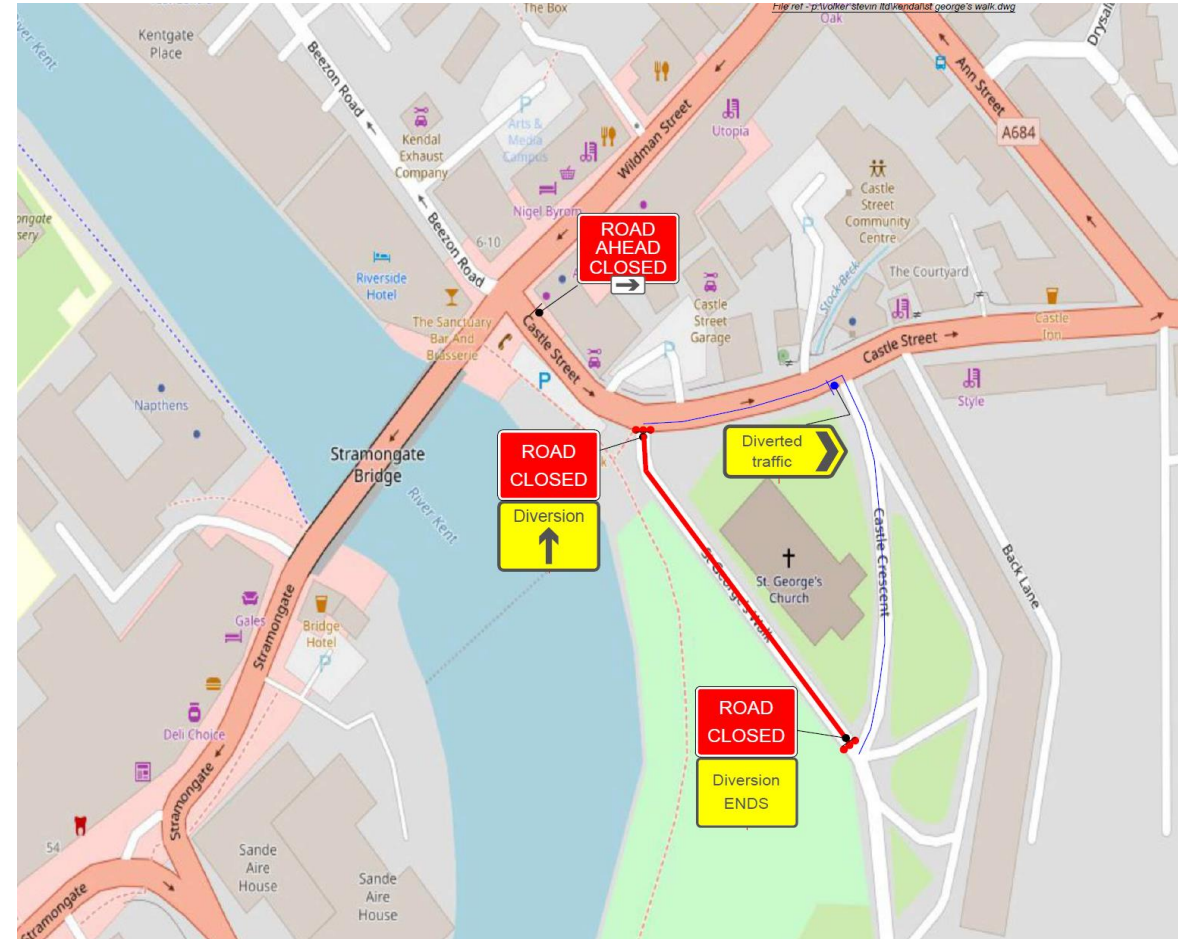 File ref - p:\volker stevin ltd\kendal\st george's walk.dwg
The Box
Oak
Kentgate
Place
River Kent
Beezon Road
Drysal
Ann Street
A684
Arts &
Media
Campus
Kendal
Exhaust
Company
Wildman Street
Utopia
Castle
Street
Community
Centre
Nigel Byrom
ROAD
AHEAD
CLOSED
6-10
Beezon Road
The Courtyard
Stock-Beck
Riverside
Hotel
Castle
Street
Garage
Castle
Inn
The Sanctuary
Bar And
Brasserie
Castle Street
Castle Street
Style
Napthens
Stramongate
Bridge
River Kent
ROAD
CLOSED
Diversion
Diverted
traffic
Castle Crescent
Back Lane
St. George's
Church
St George's Walk
Gales
Bridge
Hotel
Stramongate
Deli Choice
ROAD
CLOSED
Diversion
ENDS
Stramongate
54
Sande
Aire
House
Sande
Aire
House
Stramongate